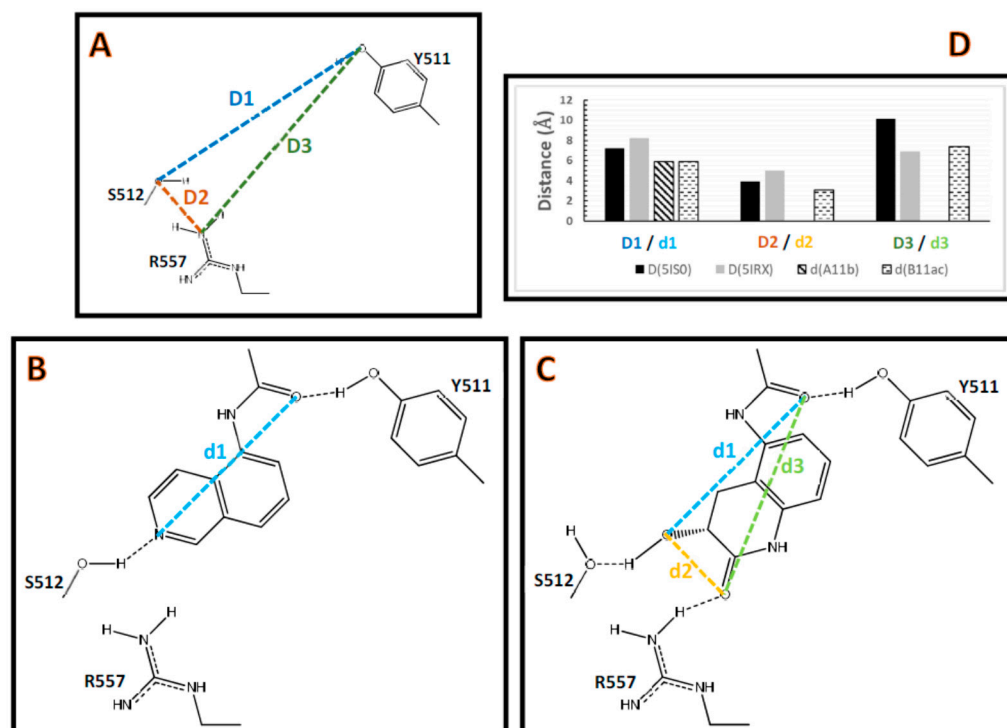 A
Y511
D1
D3
S512
O
H
D2
H
N
R557
HN
NH
D
Distance (Å)
12
10
8
6
4
2
0
D1 / d1
D2 / d2
D3 / d3
D(5IS0)
D(5IRX)
d(A11b)
d(B11ac)
B
O
Y511
H
HN
O
d1
N
O
H
S512
H
H
N
R557
HN
NH
C
O
Y511
H
O
HN
d1
d3
H
O
O
H
NH
S512
d2
O
H
H
N
R557
HN
NH